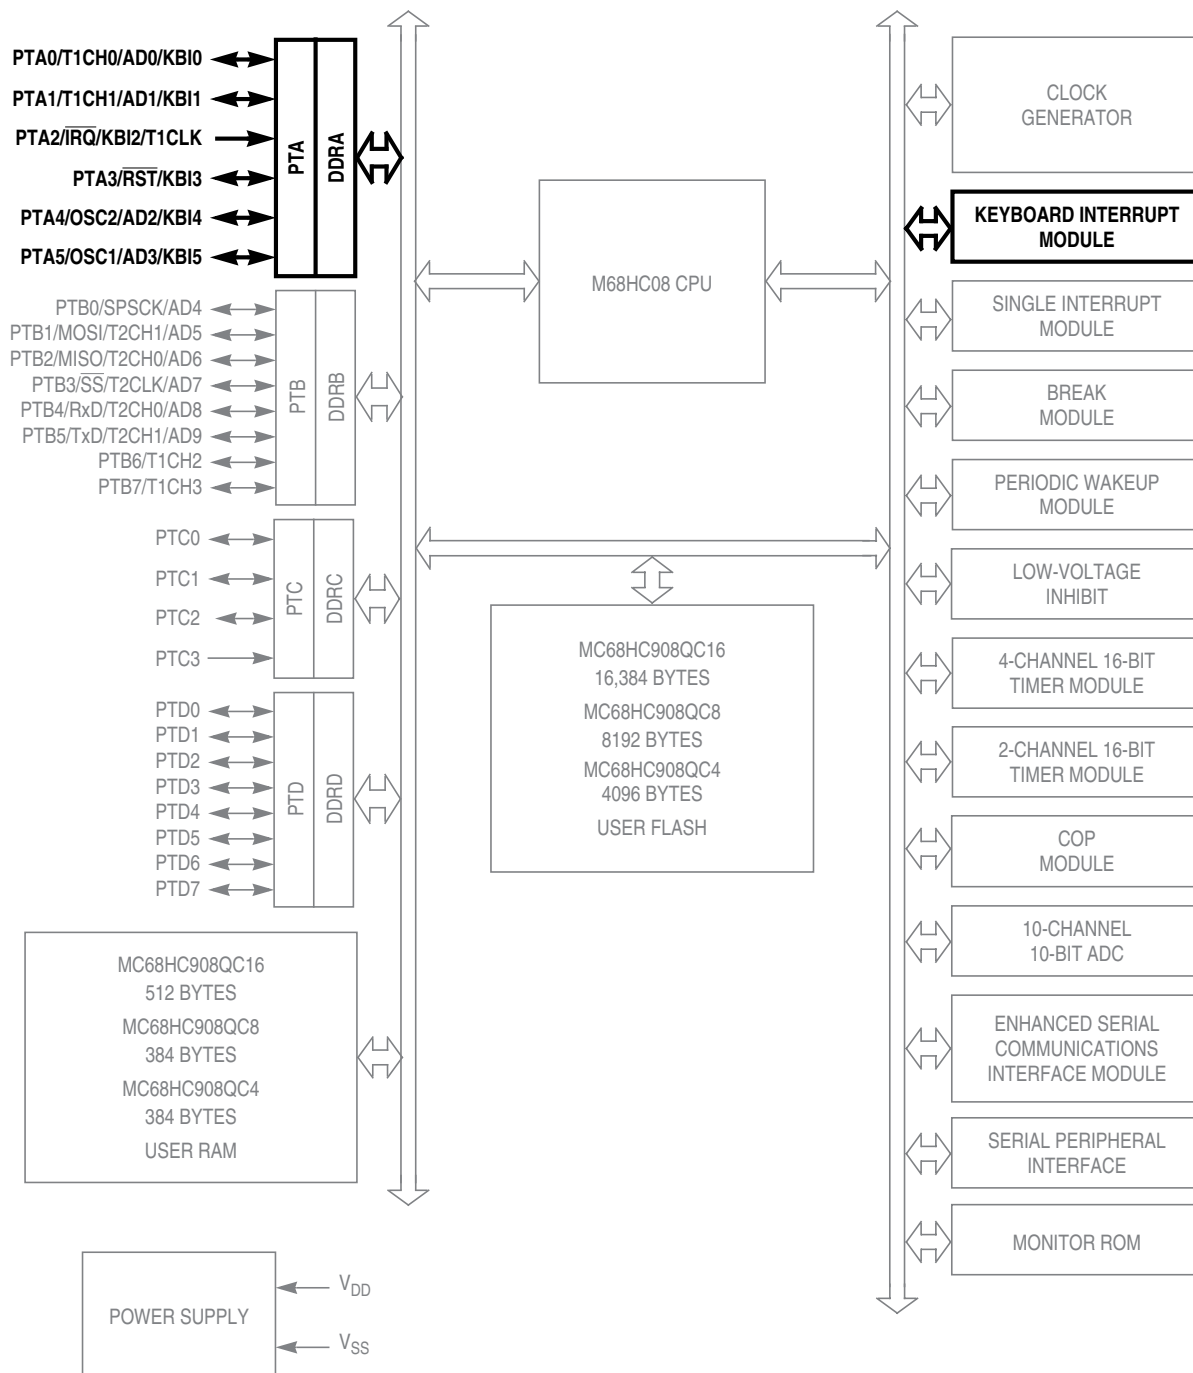 PTA0/T1CH0/AD0/KBI0
PTA1/T1CH1/AD1/KBI1
PTA2/I̅R̅Q̅/KBI2/T1CLK
PTA3/R̅S̅T̅/KBI3
PTA4/OSC2/AD2/KBI4
PTA5/OSC1/AD3/KBI5
PTA
DDRA
PTB0/SPSCK/AD4
PTB1/MOSI/T2CH1/AD5
PTB2/MISO/T2CH0/AD6
PTB3/S̅S̅/T2CLK/AD7
PTB4/RxD/T2CH0/AD8
PTB5/TxD/T2CH1/AD9
PTB6/T1CH2
PTB7/T1CH3
PTB
DDRB
PTC0
PTC1
PTC2
PTC3
PTC
DDRC
PTD0
PTD1
PTD2
PTD3
PTD4
PTD5
PTD6
PTD7
PTD
DDRD
MC68HC908QC16
512 BYTES
MC68HC908QC8
384 BYTES
MC68HC908QC4
384 BYTES
USER RAM
POWER SUPPLY
VDD
VSS
M68HC08 CPU
MC68HC908QC16
16,384 BYTES
MC68HC908QC8
8192 BYTES
MC68HC908QC4
4096 BYTES
USER FLASH
CLOCK
GENERATOR
KEYBOARD INTERRUPT
MODULE
SINGLE INTERRUPT
MODULE
BREAK
MODULE
PERIODIC WAKEUP
MODULE
LOW-VOLTAGE
INHIBIT
4-CHANNEL 16-BIT
TIMER MODULE
2-CHANNEL 16-BIT
TIMER MODULE
COP
MODULE
10-CHANNEL
10-BIT ADC
ENHANCED SERIAL
COMMUNICATIONS
INTERFACE MODULE
SERIAL PERIPHERAL
INTERFACE
MONITOR ROM